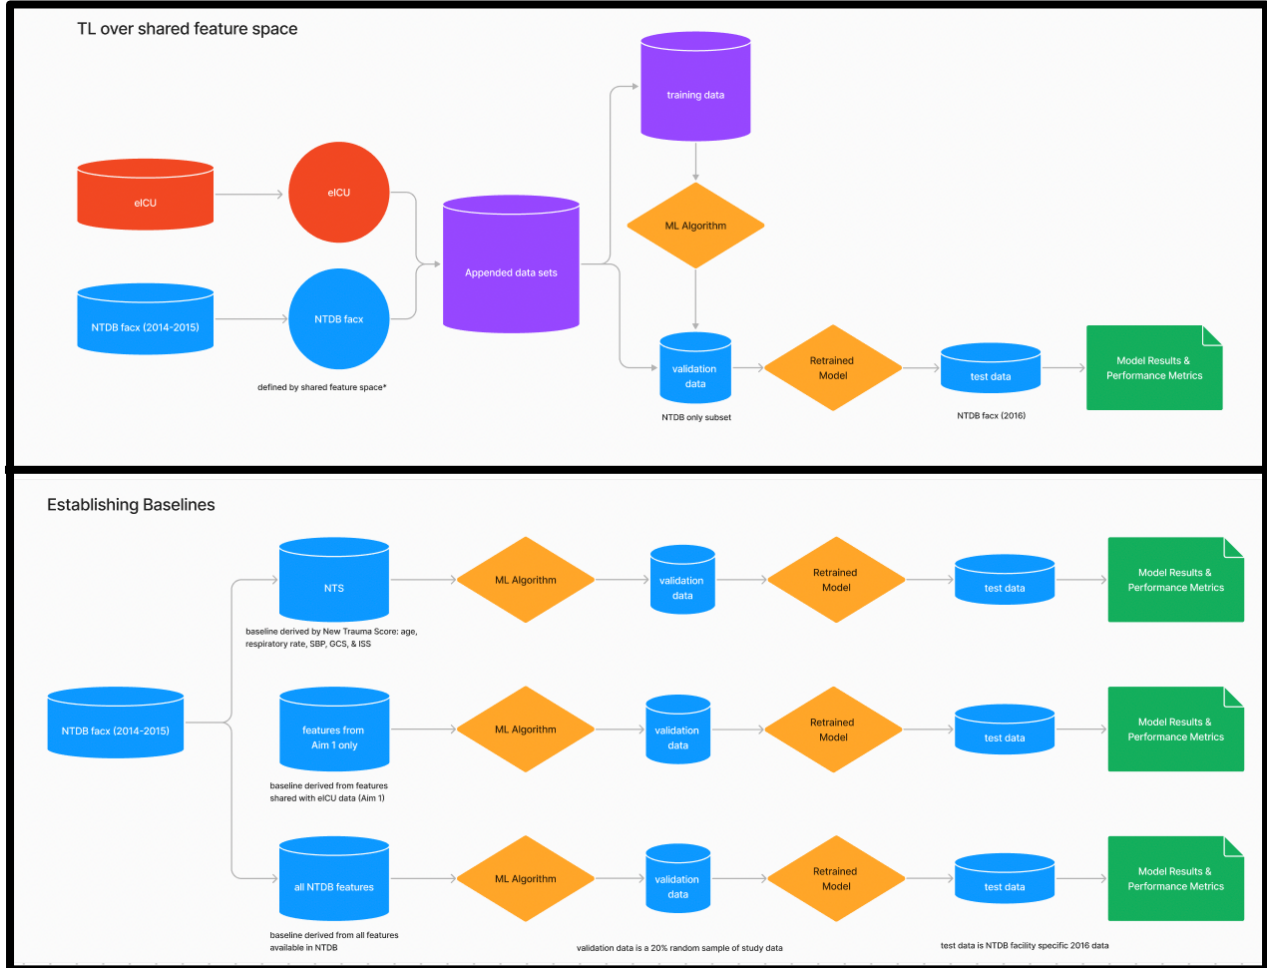 TL over shared feature space
training data
eICU
eICU
ML Algorithm
Appended data sets
NTDB facx (2014-2015)
NTDB facx
defined by shared feature space*
validation
data
NTDB only subset
Retrained
Model
test data
NTDB facx (2016)
Model Results &
Performance Metrics
Establishing Baselines
NTDB facx (2014-2015)
NTS
baseline derived by New Trauma Score: age,
respiratory rate, SBP, GCS, & ISS
ML Algorithm
validation
data
Retrained
Model
test data
Model Results &
Performance Metrics
features from
Aim 1 only
baseline derived from features
shared with eICU data (Aim 1)
ML Algorithm
validation
data
Retrained
Model
test data
Model Results &
Performance Metrics
all NTDB features
baseline derived from all features
available in NTDB
ML Algorithm
validation
data
Retrained
Model
test data
Model Results &
Performance Metrics
validation data is a 20% random sample of study data
test data is NTDB facility specific 2016 data